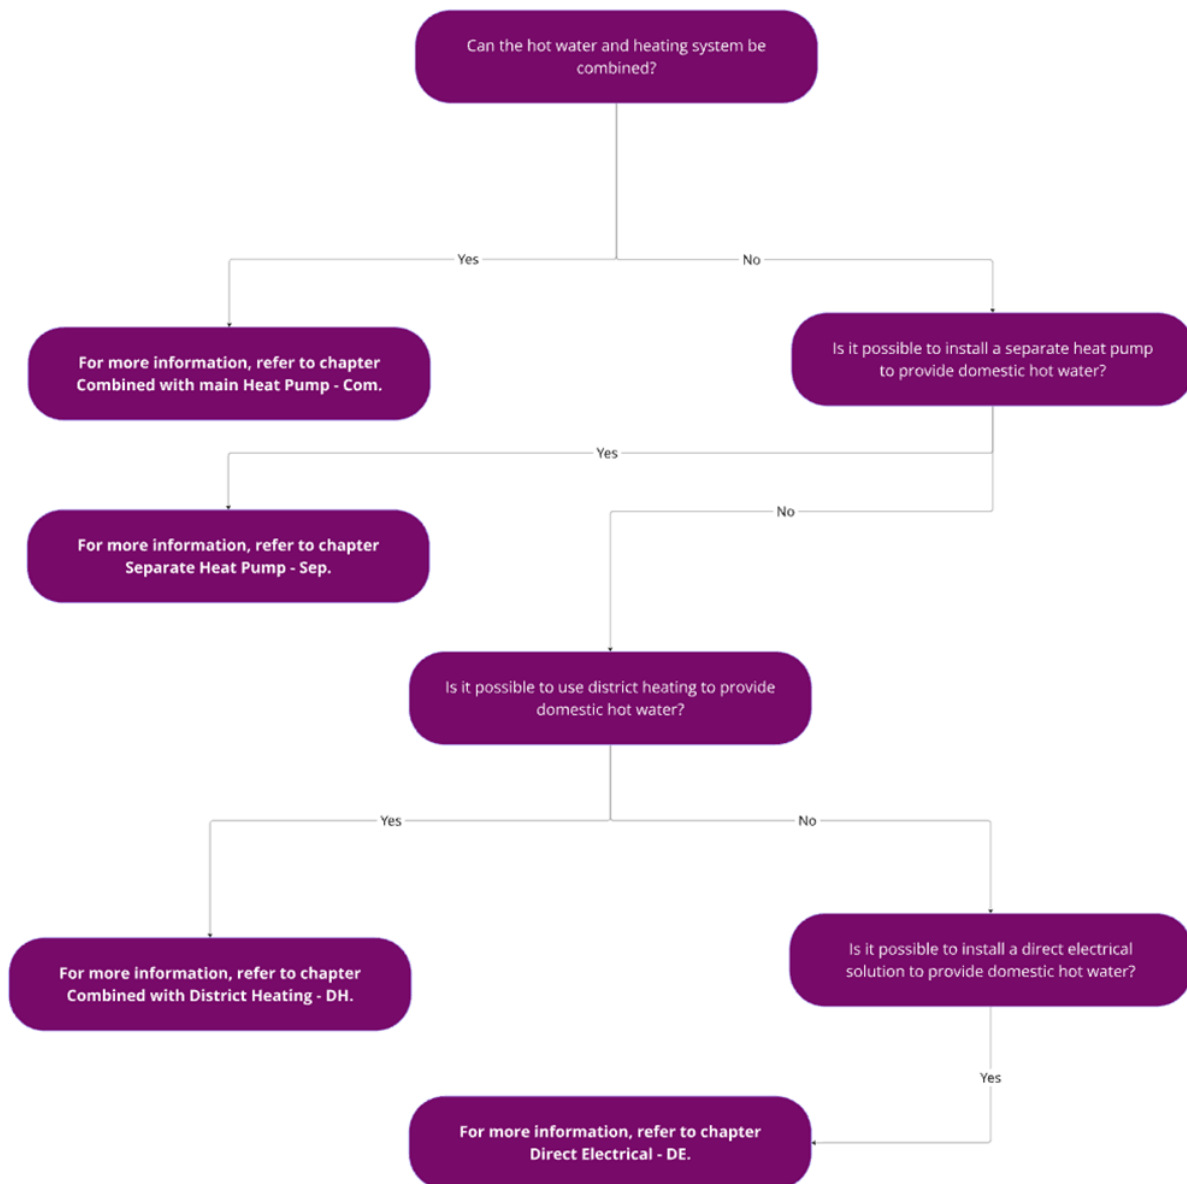 Can the hot water and heating system be
combined?
Yes
No
For more information, refer to chapter
Combined with main Heat Pump - Com.
Is it possible to install a separate heat pump
to provide domestic hot water?
Yes
For more information, refer to chapter
Separate Heat Pump - Sep.
No
Is it possible to use district heating to provide
domestic hot water?
Yes
No
For more information, refer to chapter
Combined with District Heating - DH.
Is it possible to install a direct electrical
solution to provide domestic hot water?
Yes
For more information, refer to chapter
Direct Electrical - DE.